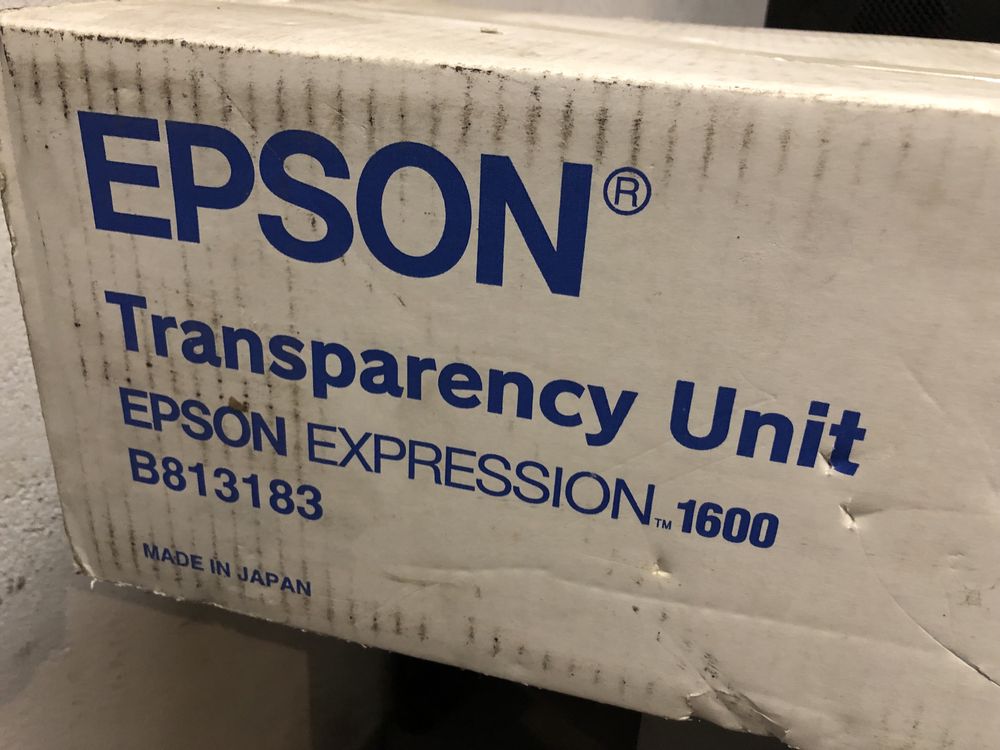 EPSON®
Transparency Unit
EPSON EXPRESSION™ 1600
B813183
MADE IN JAPAN